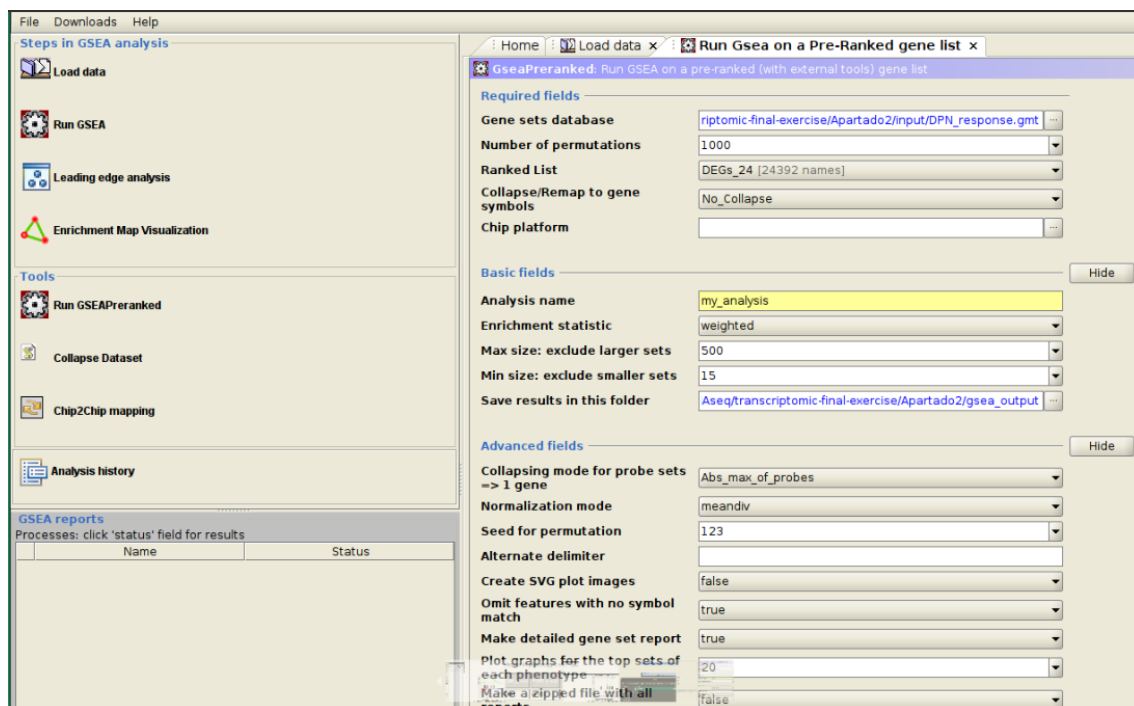 File Downloads Help
Steps in GSEA analysis
Load data
Run GSEA
Leading edge analysis
Enrichment Map Visualization
Tools
Run GSEAPreranked
Collapse Dataset
Chip2Chip mapping
Analysis history
GSEA reports
Processes: click 'status' field for results
Name Status
Home Load data x Run Gsea on a Pre-Ranked gene list x
GseaPreranked: Run GSEA on a pre-ranked (with external tools) gene list
Required fields
Gene sets database riptomic-final-exercise/Apartado2/input/DPN_response.gmt ...
Number of permutations 1000
Ranked List DEGs_24 [24392 names]
Collapse/Remap to gene
symbols No_Collapse
Chip platform ...
Basic fields Hide
Analysis name my_analysis
Enrichment statistic weighted
Max size: exclude larger sets 500
Min size: exclude smaller sets 15
Save results in this folder Aseq/transcriptomic-final-exercise/Apartado2/gsea_output ...
Advanced fields Hide
Collapsing mode for probe sets
=> 1 gene Abs_max_of_probes
Normalization mode meandiv
Seed for permutation 123
Alternate delimiter
Create SVG plot images false
Omit features with no symbol
match true
Make detailed gene set report true
Plot graphs for the top sets of
each phenotype 20
Make a zipped file with all
reports false